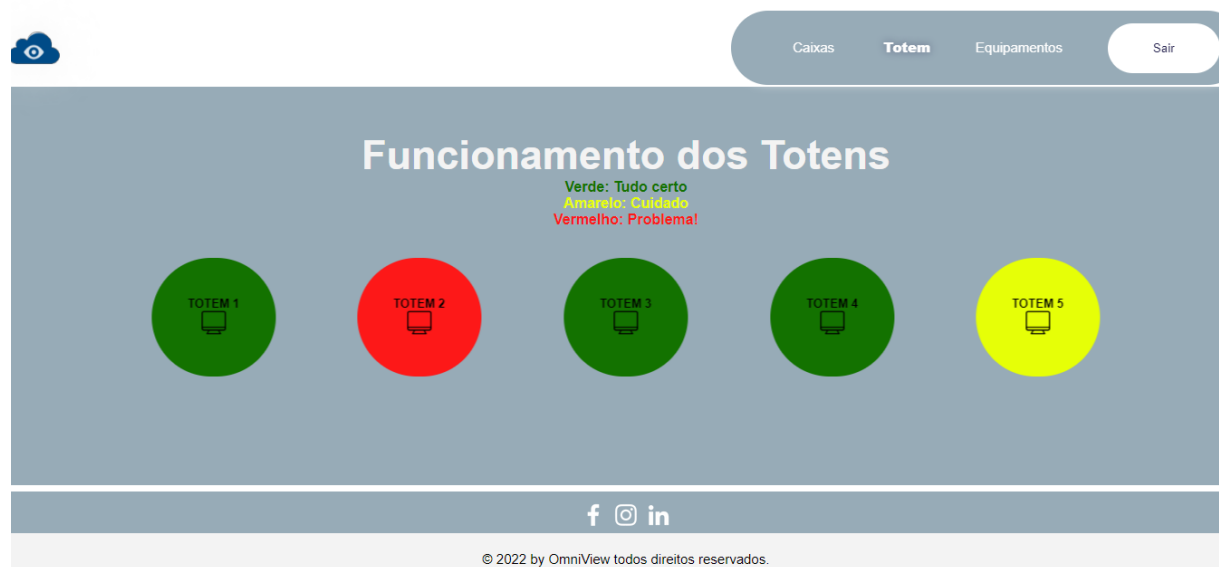 Caixas Totem Equipamentos Sair
Funcionamento dos Totens
Verde: Tudo certo
Amarelo: Cuidado
Vermelho: Problema!
TOTEM 1 TOTEM 2 TOTEM 3 TOTEM 4 TOTEM 5
© 2022 by OmniView todos direitos reservados.